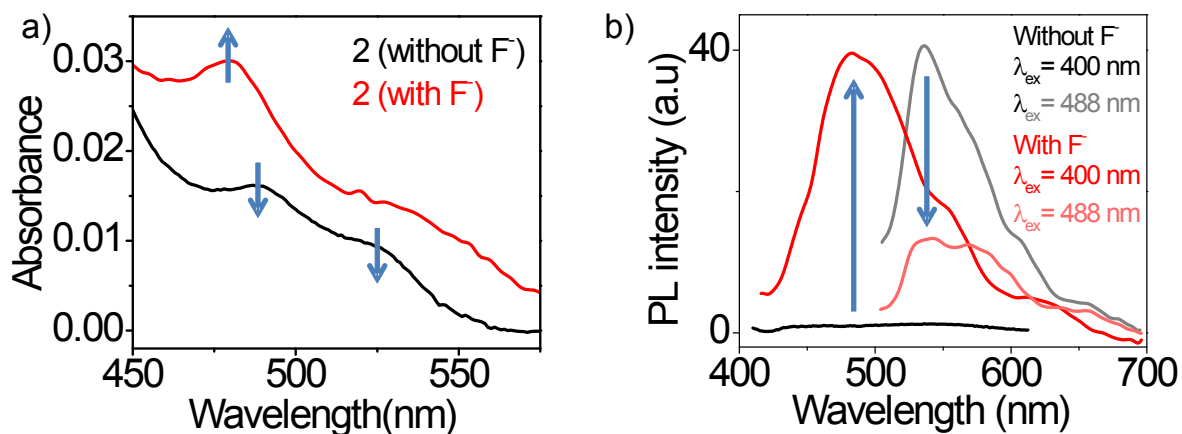 a)
2 (without F⁻)
2 (with F⁻)
0.03
0.02
0.01
0.00
Absorbance
450 500 550
Wavelength(nm)
b)
Without F⁻
λex = 400 nm
λex = 488 nm
With F⁻
λex = 400 nm
λex = 488 nm
40
20
0
PL intensity (a.u)
400 500 600 700
Wavelength (nm)